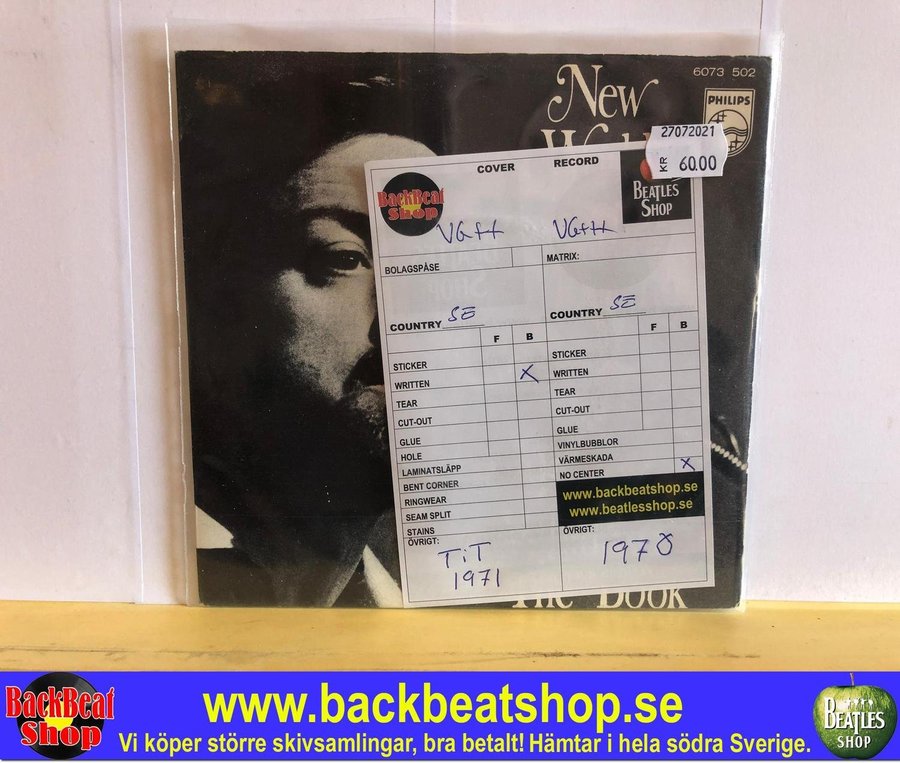 New
6073 502
PHILIPS
27072021
KR 60.00
COVER RECORD
BackBeat
Shop
BEATLES
SHOP
VG++ VG++
BOLAGSPÅSE MATRIX:
COUNTRY SE COUNTRY SE
F B F B
STICKER STICKER
WRITTEN X WRITTEN
TEAR TEAR
CUT-OUT CUT-OUT
GLUE GLUE
HOLE VINYLBUBBLOR
LAMINATSLÄPP VÄRMESKADA
BENT CORNER NO CENTER X
RINGWEAR
SEAM SPLIT
STAINS
www.backbeatshop.se
www.beatlesshop.se
ÖVRIGT: ÖVRIGT:
TiT 1970
1971
The Book
BackBeat
Shop
www.backbeatshop.se
Vi köper större skivsamlingar, bra betalt! Hämtar i hela södra Sverige.
BEATLES
SHOP